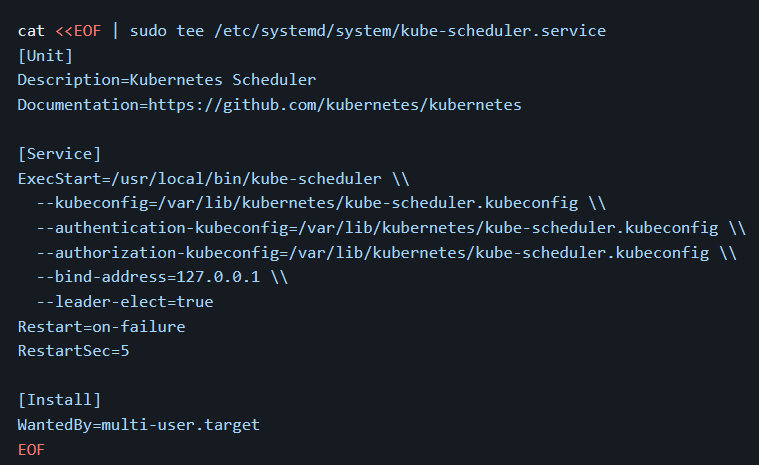 cat <<EOF | sudo tee /etc/systemd/system/kube-scheduler.service
[Unit]
Description=Kubernetes Scheduler
Documentation=https://github.com/kubernetes/kubernetes

[Service]
ExecStart=/usr/local/bin/kube-scheduler \\
  --kubeconfig=/var/lib/kubernetes/kube-scheduler.kubeconfig \\
  --authentication-kubeconfig=/var/lib/kubernetes/kube-scheduler.kubeconfig \\
  --authorization-kubeconfig=/var/lib/kubernetes/kube-scheduler.kubeconfig \\
  --bind-address=127.0.0.1 \\
  --leader-elect=true
Restart=on-failure
RestartSec=5

[Install]
WantedBy=multi-user.target
EOF